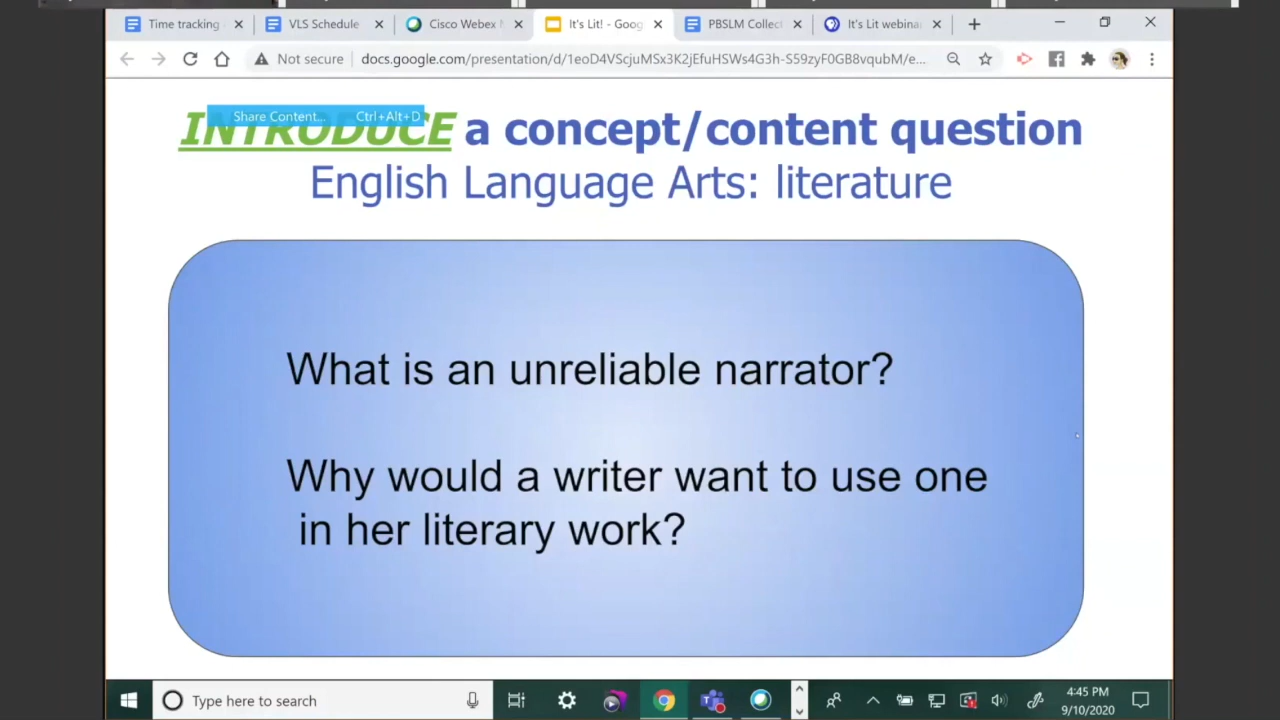 Time tracking
VLS Schedule
Cisco Webex
It's Lit! - Goog
PBSLM Collect
It's Lit webina
Not secure
docs.google.com/presentation/d/1eoD4VScjuMSx3K2jEfuHSWs4G3h-S59zyF0GB8vqubM/e...
Share Content... Ctrl+Alt+D
INTRODUCE a concept/content question
English Language Arts: literature
What is an unreliable narrator?
Why would a writer want to use one
in her literary work?
Type here to search
4:45 PM
9/10/2020